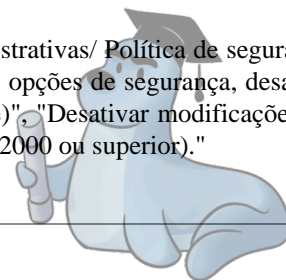 strativas/ Política de segura
opções de segurança, desa
)", "Desativar modificaçõe
2000 ou superior)."